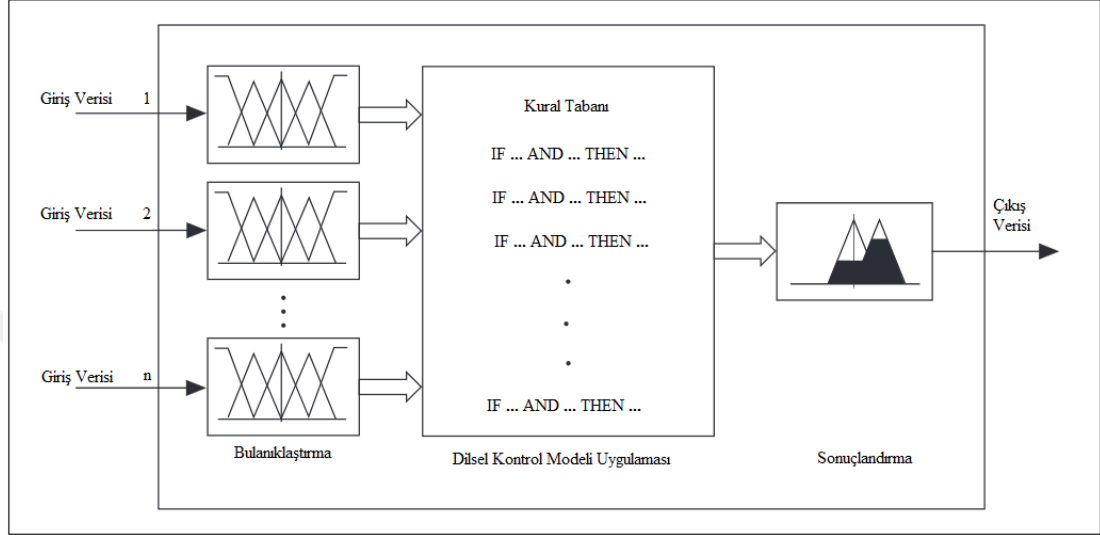 Giriş Verisi 1
Giriş Verisi 2
Giriş Verisi n
Bulanıklaştırma
Kural Tabanı
IF ... AND ... THEN ...
IF ... AND ... THEN ...
IF ... AND ... THEN ...
IF ... AND ... THEN ...
Dilsel Kontrol Modeli Uygulaması
Sonuçlandırma
Çıkış
Verisi